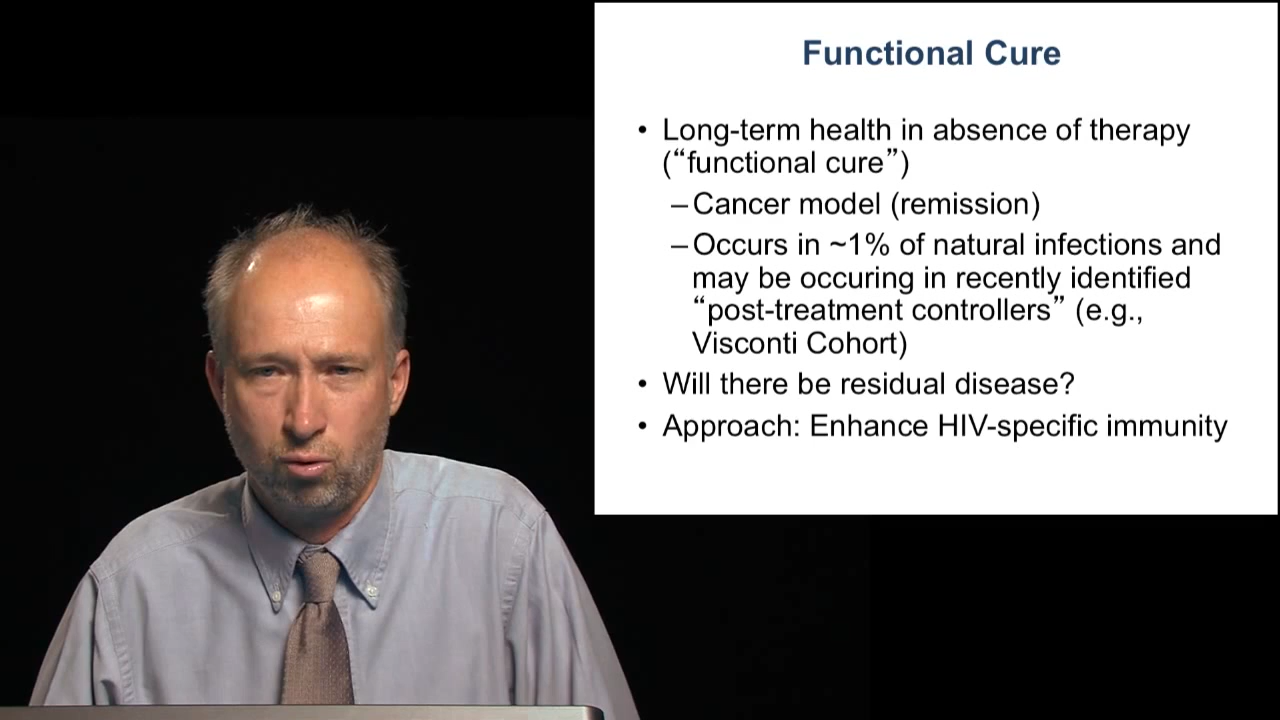 Functional Cure
• Long-term health in absence of therapy
(“functional cure”)
–Cancer model (remission)
–Occurs in ~1% of natural infections and
may be occuring in recently identified
“post-treatment controllers” (e.g.,
Visconti Cohort)
• Will there be residual disease?
• Approach: Enhance HIV-specific immunity